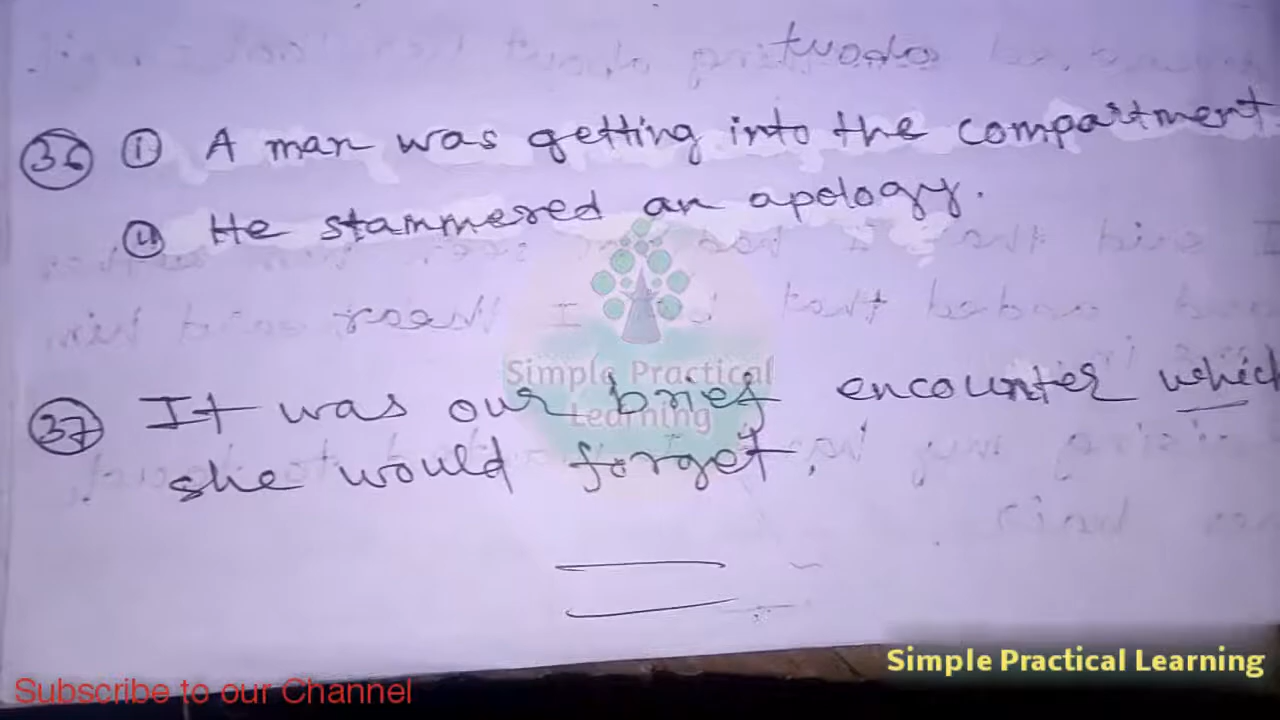 36 i A man was getting into the compartment.
ii He stammered an apology.
Simple Practical
Learning
37 It was our brief encounter which
she would forget.
Simple Practical Learning
Subscribe to our Channel